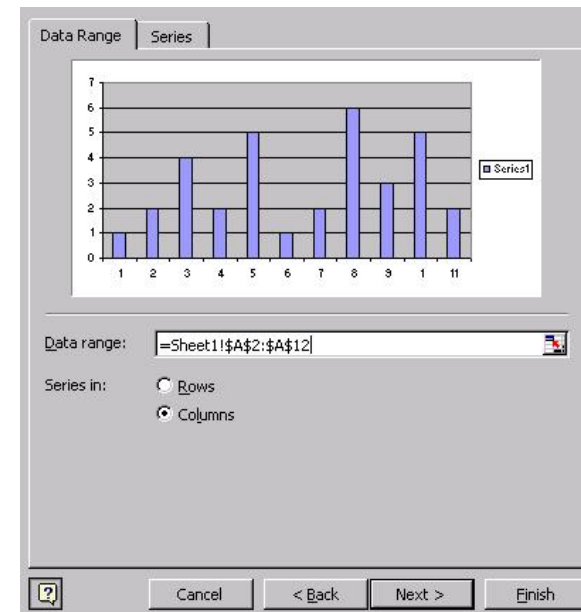 Data Range Series
7
6
5
4
3
2
1
0
1 2 3 4 5 6 7 8 9 1 11
Series1
Data range: =Sheet1!$A$2:$A$12
Series in: Rows
Columns
? Cancel < Back Next > Finish